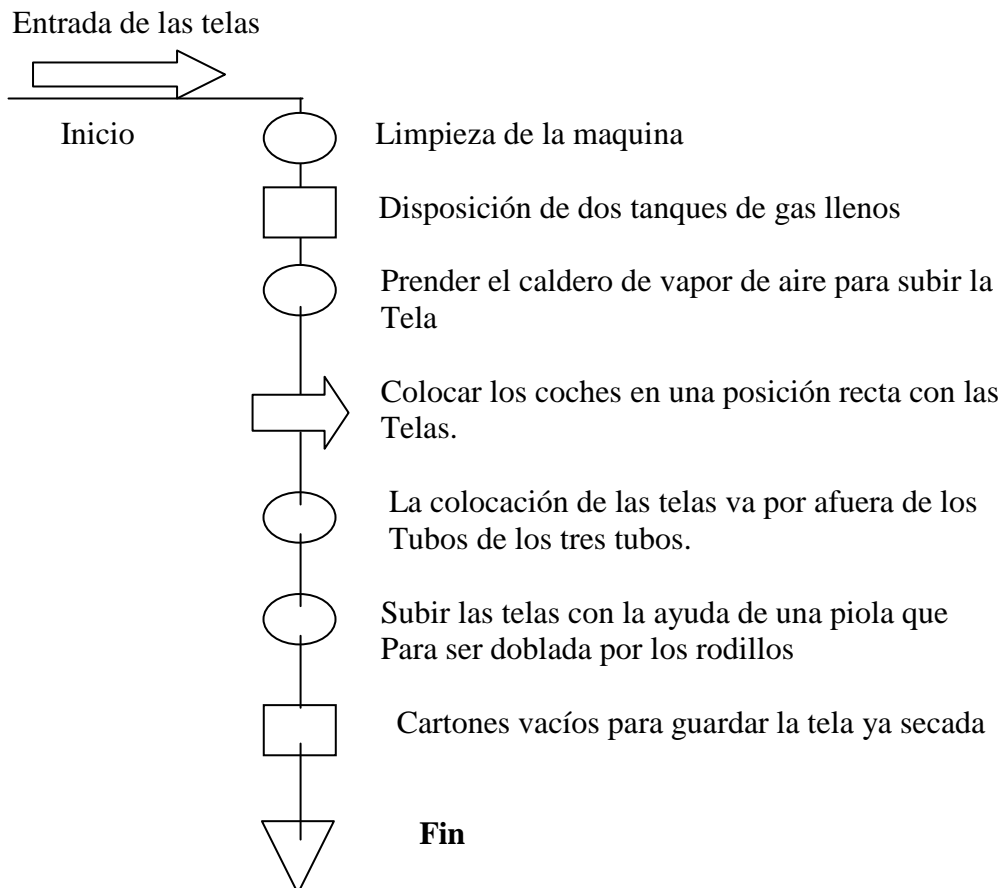 Entrada de las telas
Inicio
Limpieza de la maquina
Disposición de dos tanques de gas llenos
Prender el caldero de vapor de aire para subir la
Tela
Colocar los coches en una posición recta con las
Telas.
La colocación de las telas va por afuera de los
Tubos de los tres tubos.
Subir las telas con la ayuda de una piola que
Para ser doblada por los rodillos
Cartones vacíos para guardar la tela ya secada
Fin